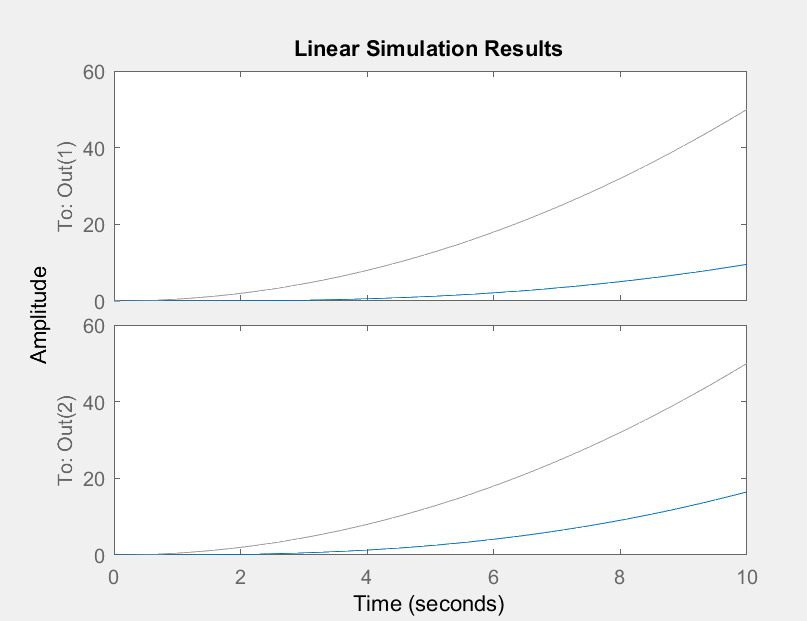 Linear Simulation Results
60
40
20
0
To: Out(1)
Amplitude
60
40
20
0
To: Out(2)
0 2 4 6 8 10
Time (seconds)